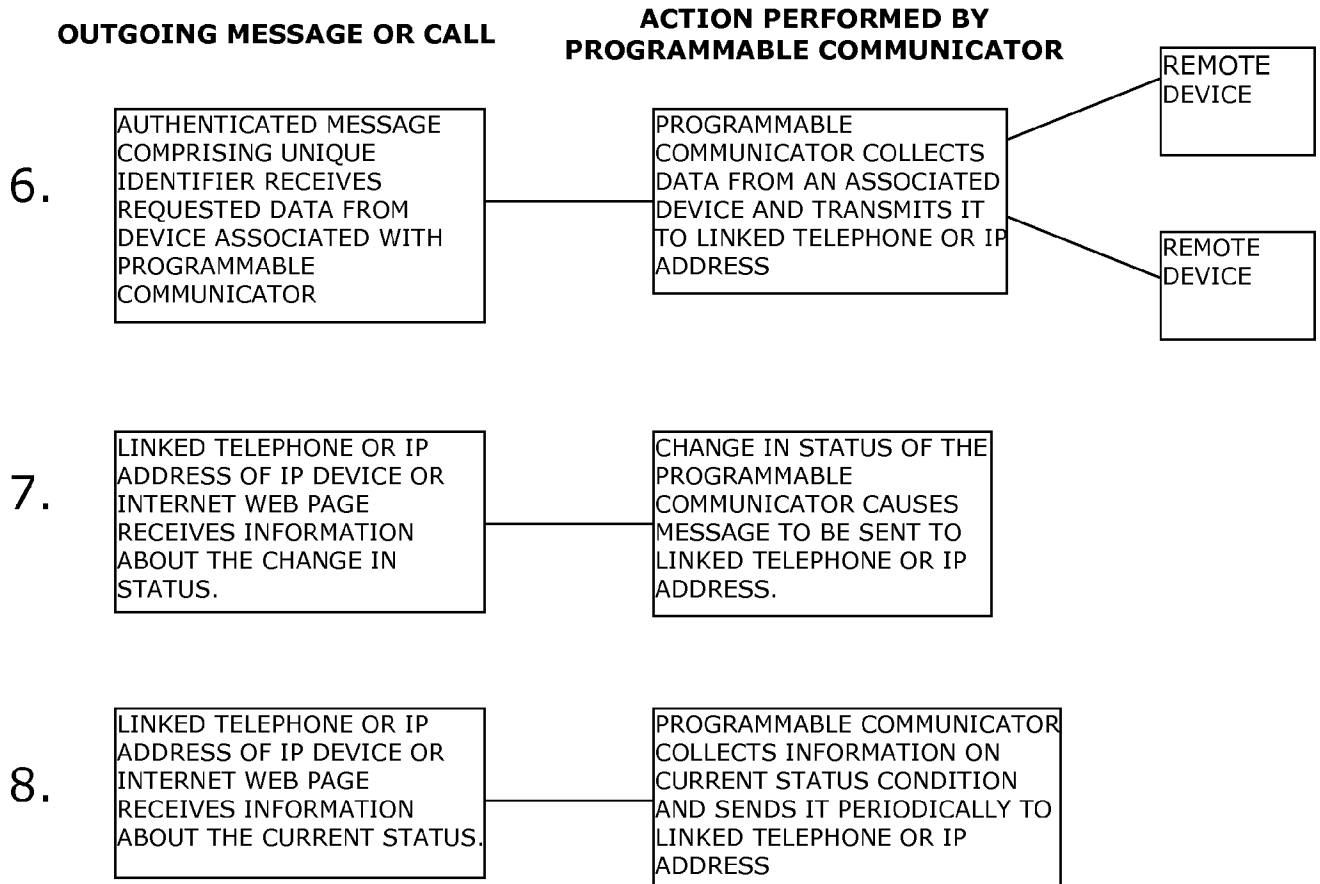 OUTGOING MESSAGE OR CALL
ACTION PERFORMED BY
PROGRAMMABLE COMMUNICATOR
6.
AUTHENTICATED MESSAGE
COMPRISING UNIQUE
IDENTIFIER RECEIVES
REQUESTED DATA FROM
DEVICE ASSOCIATED WITH
PROGRAMMABLE
COMMUNICATOR
PROGRAMMABLE
COMMUNICATOR COLLECTS
DATA FROM AN ASSOCIATED
DEVICE AND TRANSMITS IT
TO LINKED TELEPHONE OR IP
ADDRESS
REMOTE
DEVICE
REMOTE
DEVICE
7.
LINKED TELEPHONE OR IP
ADDRESS OF IP DEVICE OR
INTERNET WEB PAGE
RECEIVES INFORMATION
ABOUT THE CHANGE IN
STATUS.
CHANGE IN STATUS OF THE
PROGRAMMABLE
COMMUNICATOR CAUSES
MESSAGE TO BE SENT TO
LINKED TELEPHONE OR IP
ADDRESS.
8.
LINKED TELEPHONE OR IP
ADDRESS OF IP DEVICE OR
INTERNET WEB PAGE
RECEIVES INFORMATION
ABOUT THE CURRENT STATUS.
PROGRAMMABLE COMMUNICATOR
COLLECTS INFORMATION ON
CURRENT STATUS CONDITION
AND SENDS IT PERIODICALLY TO
LINKED TELEPHONE OR IP
ADDRESS